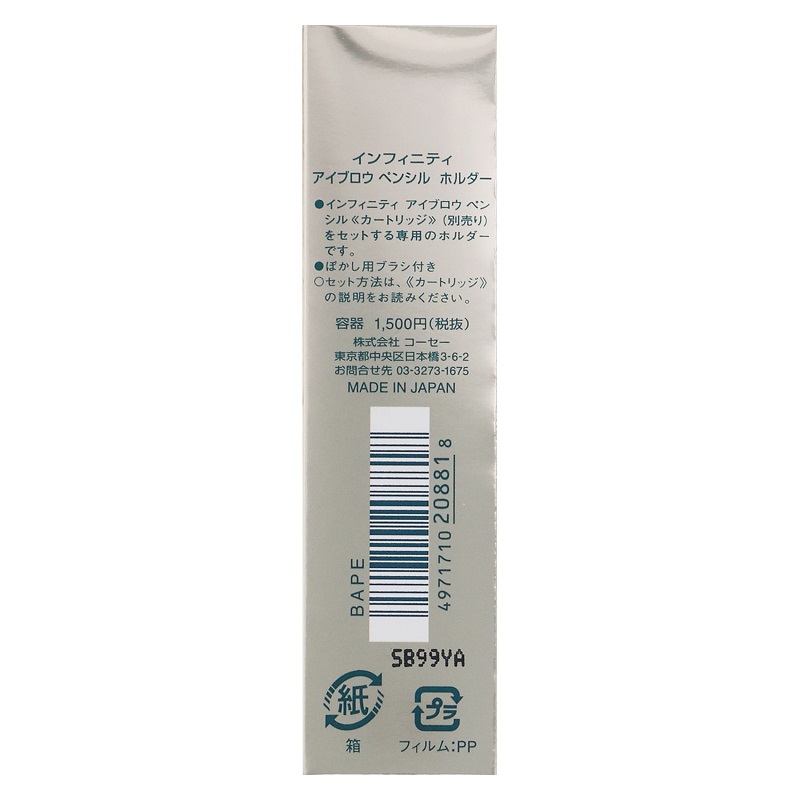 インフィニティ
アイブロウ ペンシル ホルダー
●インフィニティ アイブロウ ペン
シル《カートリッジ》(別売り)
をセットする専用のホルダー
です。
●ぼかし用ブラシ付き
○セット方法は、《カートリッジ》
の説明をお読みください。
容器 1,500円(税抜)
株式会社 コーセー
東京都中央区日本橋3-6-2
お問合せ先 03-3273-1675
MADE IN JAPAN
BAPE
4971710 208818
SB99YA
紙
箱
プラ
フィルム:PP